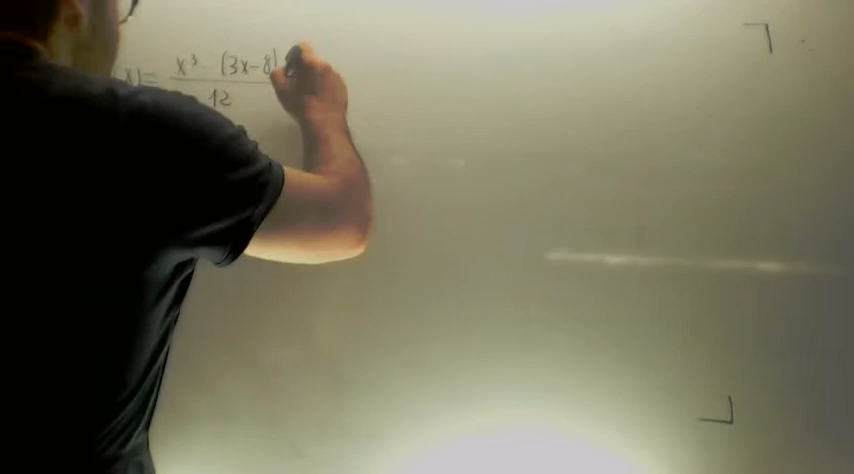 x) = x³ (3x-8) / 12